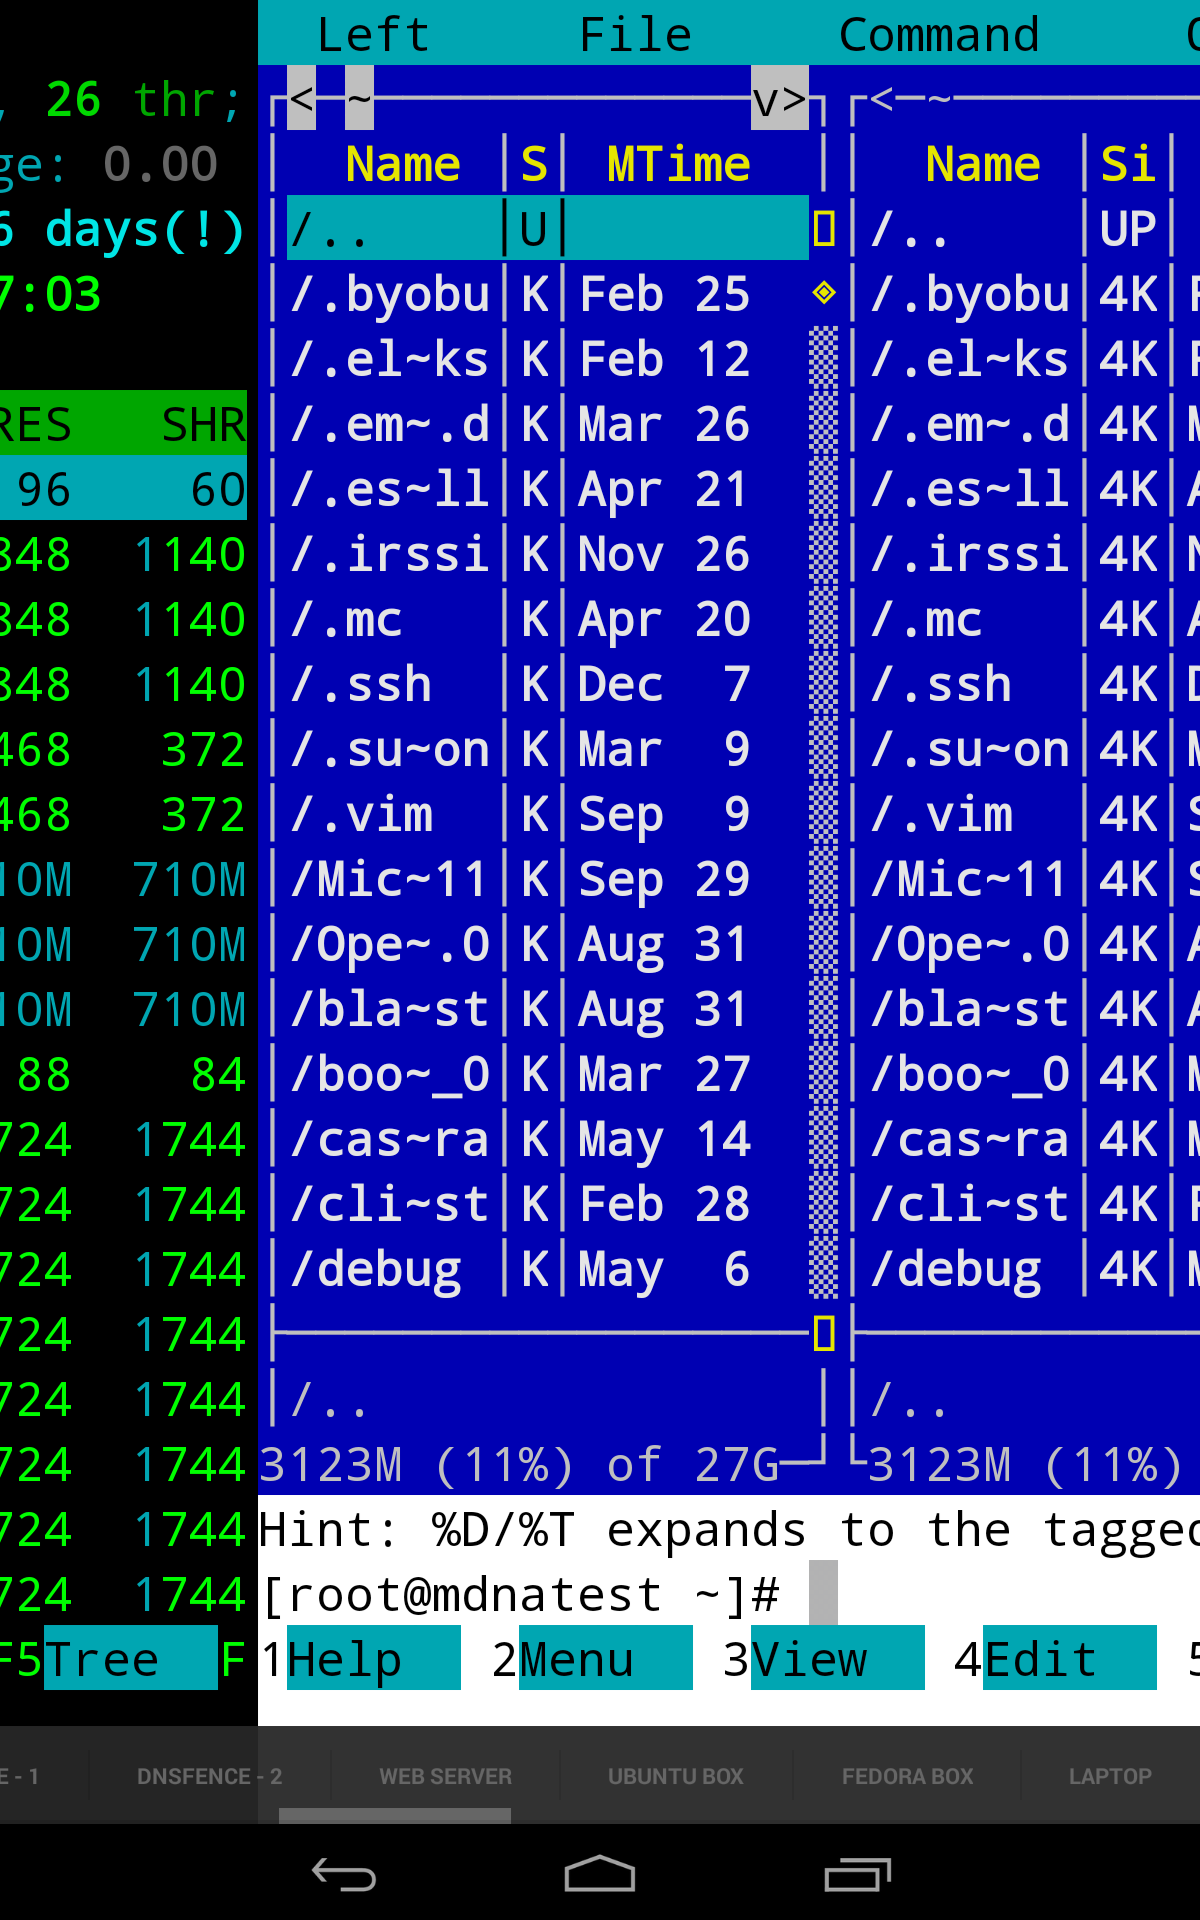 Left File Command
, 26 thr; < ~ v> < ~
ge: 0.00 Name S MTime Name Si
6 days(!) /.. U /.. UP
7:03 /.byobu K Feb 25 /.byobu 4K
/.el~ks K Feb 12 /.el~ks 4K
RES SHR /.em~.d K Mar 26 /.em~.d 4K
96 60 /.es~ll K Apr 21 /.es~ll 4K
848 1140 /.irssi K Nov 26 /.irssi 4K
848 1140 /.mc K Apr 20 /.mc 4K
848 1140 /.ssh K Dec 7 /.ssh 4K
468 372 /.su~on K Mar 9 /.su~on 4K
468 372 /.vim K Sep 9 /.vim 4K
10M 710M /Mic~11 K Sep 29 /Mic~11 4K
10M 710M /Ope~.0 K Aug 31 /Ope~.0 4K
10M 710M /bla~st K Aug 31 /bla~st 4K
88 84 /boo~_0 K Mar 27 /boo~_0 4K
724 1744 /cas~ra K May 14 /cas~ra 4K
724 1744 /cli~st K Feb 28 /cli~st 4K
724 1744 /debug K May 6 /debug 4K
724 1744
724 1744 /.. /..
724 1744 3123M (11%) of 27G 3123M (11%)
724 1744 Hint: %D/%T expands to the tagged
724 1744 [root@mdnatest ~]#
F5Tree F 1Help 2Menu 3View 4Edit 5
E - 1 DNSFENCE - 2 WEB SERVER UBUNTU BOX FEDORA BOX LAPTOP